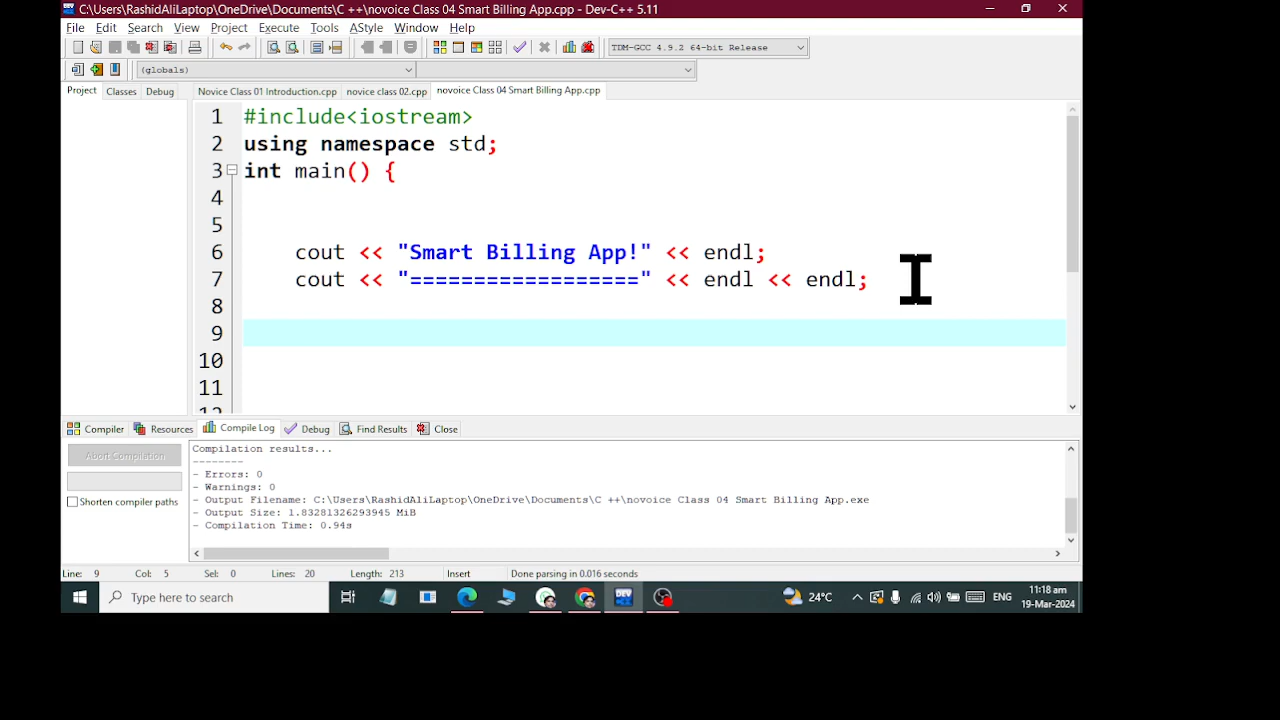 C:\Users\RashidAliLaptop\OneDrive\Documents\C ++\novoice Class 04 Smart Billing App.cpp - Dev-C++ 5.11
File Edit Search View Project Execute Tools AStyle Window Help
TDM-GCC 4.9.2 64-bit Release
(globals)
Project Classes Debug Novice Class 01 Introduction.cpp novoice class 02.cpp novoice Class 04 Smart Billing App.cpp
1 #include<iostream>
2 using namespace std;
3 int main() {
4
5
6 cout << "Smart Billing App!" << endl;
7 cout << "==================" << endl << endl;
8
9
10
11
12
Compiler Resources Compile Log Debug Find Results Close
Abort Compilation
Shorten compiler paths
Compilation results...
--------
- Errors: 0
- Warnings: 0
- Output Filename: C:\Users\RashidAliLaptop\OneDrive\Documents\C ++\novoice Class 04 Smart Billing App.exe
- Output Size: 1.83281326293945 MiB
- Compilation Time: 0.94s
Line: 9 Col: 5 Sel: 0 Lines: 20 Length: 213 Insert Done parsing in 0.016 seconds
Type here to search
DEV
24°C
ENG
11:18 am
19-Mar-2024